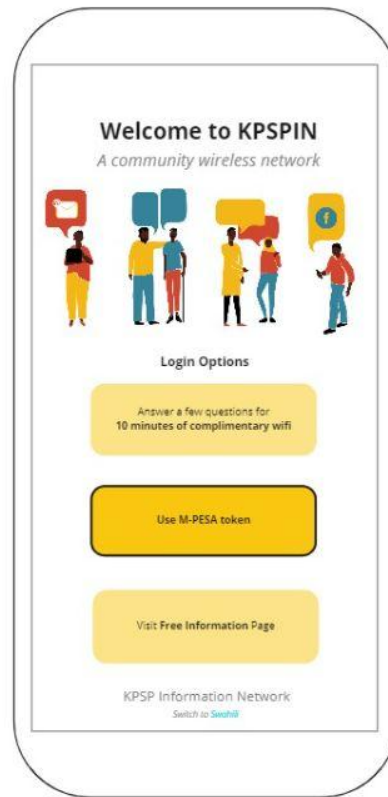 Welcome to KPSPIN
A community wireless network
Login Options
Answer a few questions for
10 minutes of complimentary wifi
Use M-PESA token
Visit Free Information Page
KPSP Information Network
Switch to Swahili